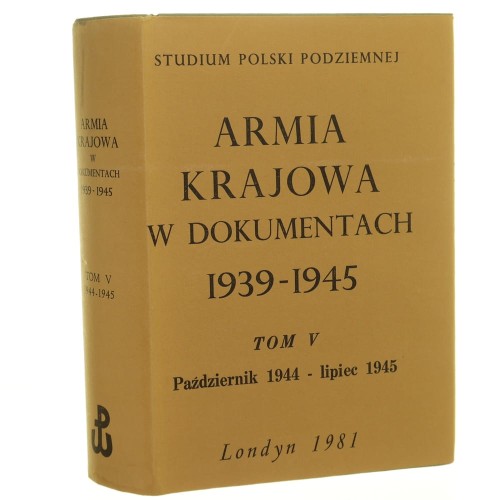 STUDIUM POLSKI PODZIEMNEJ
ARMIA
KRAJOWA
W DOKUMENTACH
1939-1945
TOM V
Październik 1944 - lipiec 1945
Londyn 1981
ARMIA
KRAJOWA
W
DOKUMENTACH
1939-1945
TOM V
1944-1945